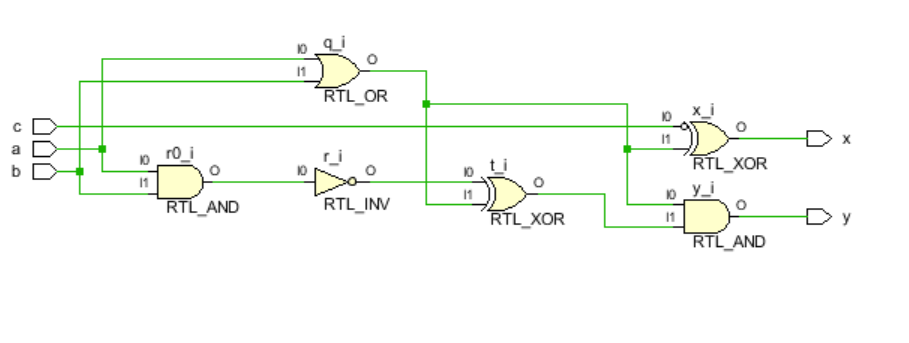 q_i
I0
O
I1
RTL_OR
x_i
c
I0
O
a
I1
x
r0_i
r_i
RTL_XOR
b
I0
O
I0
O
t_i
I1
I0
O
y_i
RTL_AND
RTL_INV
I1
I0
O
RTL_XOR
I1
y
RTL_AND